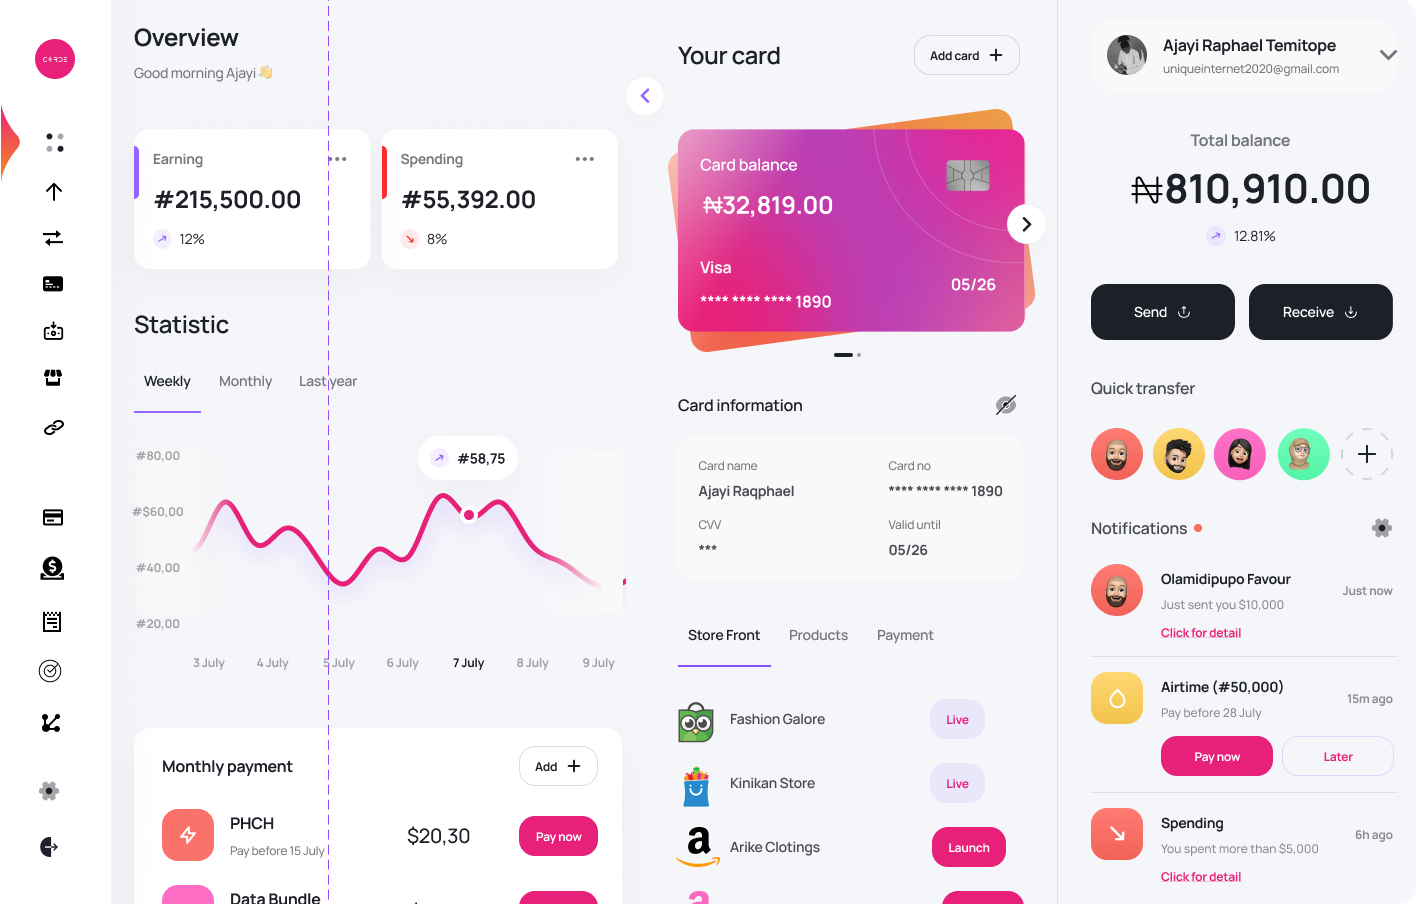 CARDE
Overview
Good morning Ajayi
Earning
₦215,500.00
12%
Spending
₦55,392.00
8%
Statistic
Weekly
Monthly
Last year
₦58,75
₦80,00
₦$60,00
₦40,00
₦20,00
3 July
4 July
5 July
6 July
7 July
8 July
9 July
Monthly payment
Add
PHCH
Pay before 15 July
$20,30
Pay now
Data Bundle
Your card
Add card
Card balance
₦32,819.00
Visa
**** **** **** 1890
05/26
Card information
Card name
Ajayi Raqphael
Card no
**** **** **** 1890
CVV
***
Valid until
05/26
Store Front
Products
Payment
Fashion Galore
Live
Kinikan Store
Live
a
Arike Clotings
Launch
Ajayi Raphael Temitope
uniqueinternet2020@gmail.com
Total balance
₦810,910.00
12.81%
Send
Receive
Quick transfer
Notifications
Olamidipupo Favour
Just sent you $10,000
Click for detail
Just now
Airtime (₦50,000)
Pay before 28 July
15m ago
Pay now
Later
Spending
You spent more than $5,000
Click for detail
6h ago